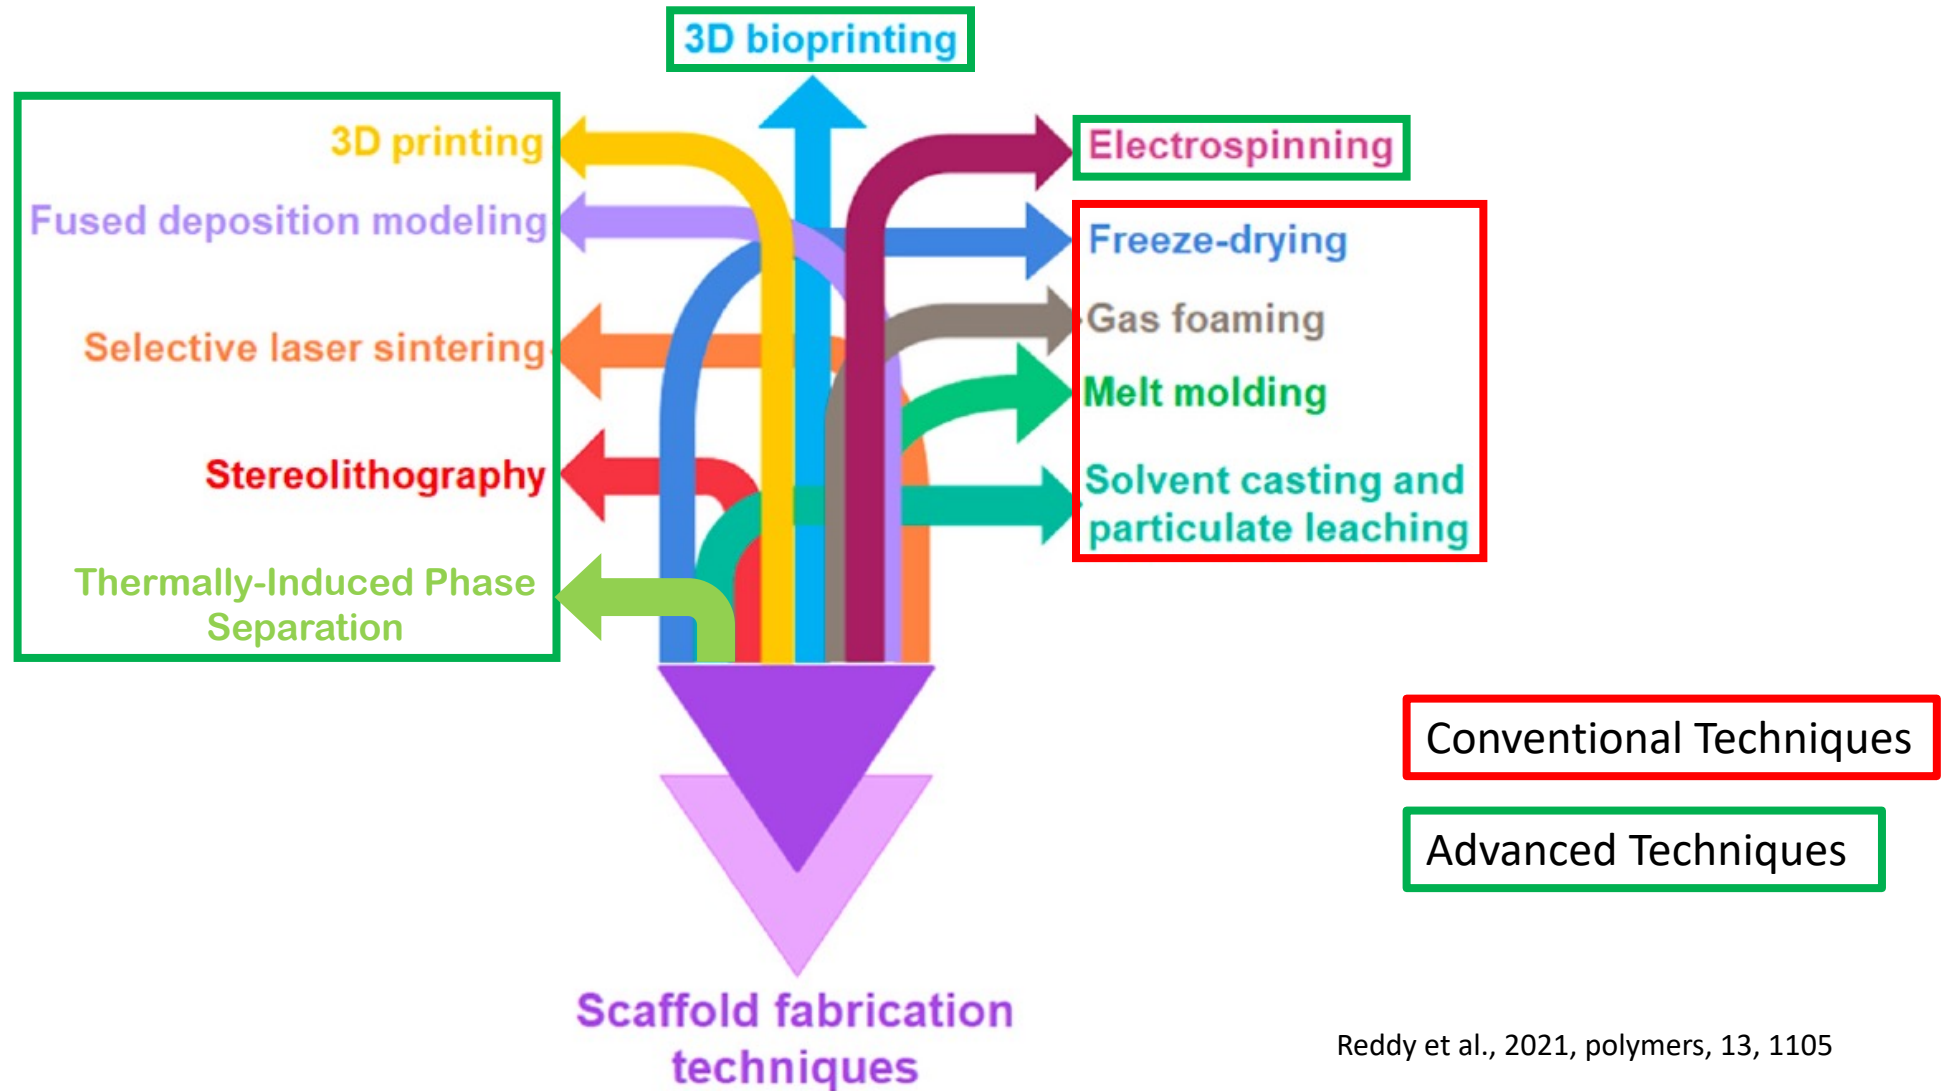 3D bioprinting
3D printing
Fused deposition modeling
Selective laser sintering
Stereolithography
Thermally-Induced Phase
Separation
Electrospinning
Freeze-drying
Gas foaming
Melt molding
Solvent casting and
particulate leaching
Conventional Techniques
Advanced Techniques
Scaffold fabrication
techniques
Reddy et al., 2021, polymers, 13, 1105